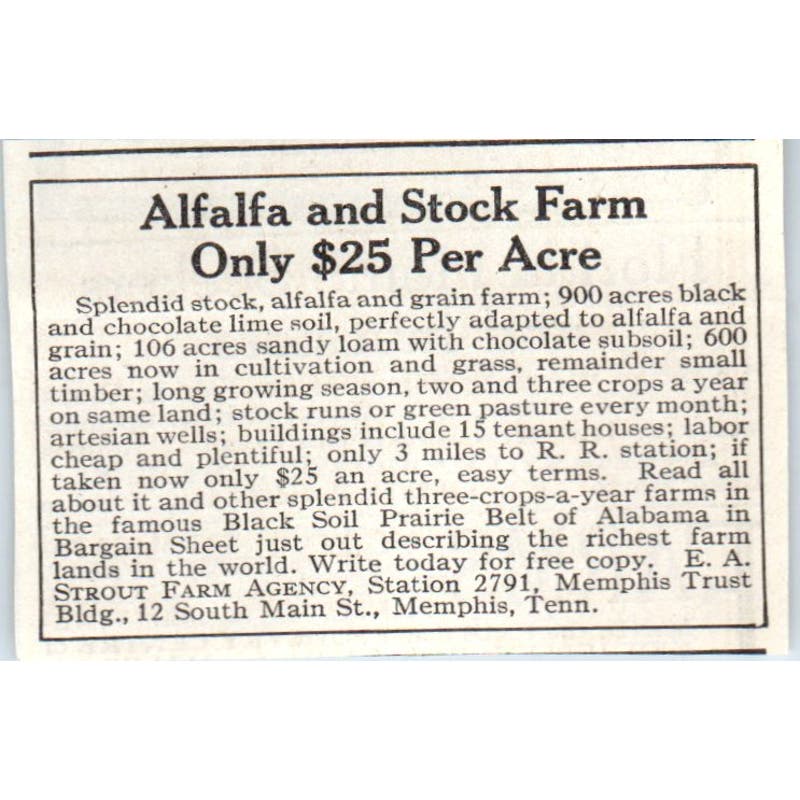 Alfalfa and Stock Farm
Only $25 Per Acre
Splendid stock, alfalfa and grain farm; 900 acres black
and chocolate lime soil, perfectly adapted to alfalfa and
grain; 106 acres sandy loam with chocolate subsoil; 600
acres now in cultivation and grass, remainder small
timber; long growing season, two and three crops a year
on same land; stock runs or green pasture every month;
artesian wells; buildings include 15 tenant houses; labor
cheap and plentiful; only 3 miles to R. R. station; if
taken now only $25 an acre, easy terms. Read all
about it and other splendid three-crops-a-year farms in
the famous Black Soil Prairie Belt of Alabama in
Bargain Sheet just out describing the richest farm
lands in the world. Write today for free copy. E. A.
STROUT FARM AGENCY, Station 2791, Memphis Trust
Bldg., 12 South Main St., Memphis, Tenn.